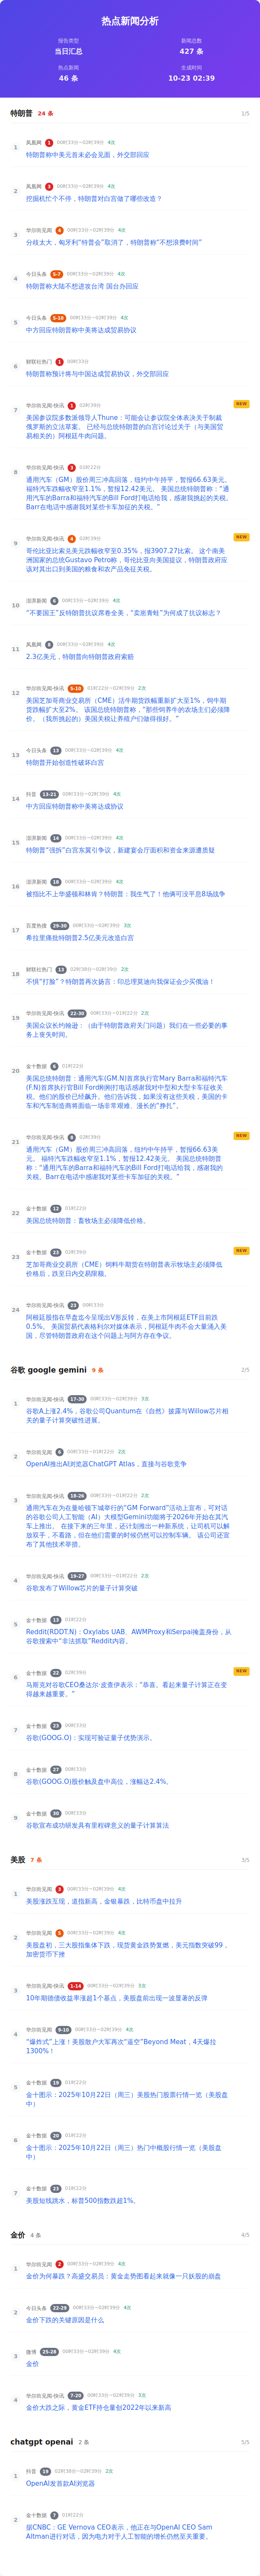 热点新闻分析
报告类型
当日汇总
新闻总数
427 条
热点新闻
46 条
生成时间
10-23 02:39
特朗普 24 条 1/5
1
凤凰网 1 00时33分~02时39分 4次
特朗普称中美元首未必会见面，外交部回应
2
凤凰网 3 00时33分~02时39分 4次
挖掘机忙个不停，特朗普对白宫做了哪些改造？
3
华尔街见闻 4 00时33分~02时39分 4次
分歧太大，匈牙利“特普会”取消了，特朗普称“不想浪费时间”
4
今日头条 5-7 00时33分~02时39分 4次
特朗普称大陆不想进攻台湾 国台办回应
5
今日头条 5-10 00时33分~02时39分 4次
中方回应特朗普称中美将达成贸易协议
6
财联社热门 1 00时33分
特朗普称预计将与中国达成贸易协议，外交部回应
7
华尔街见闻-快讯 1 02时39分
NEW
美国参议院多数派领导人Thune：可能会让参议院全体表决关于制裁
俄罗斯的立法草案。 已经与总统特朗普的白宫讨论过关于（与美国贸
易相关的）阿根廷牛肉问题。
8
华尔街见闻-快讯 3 01时22分
通用汽车（GM）股价周三冲高回落，纽约中午持平，暂报66.63美元。
福特汽车跌幅收窄至1.1%，暂报12.42美元。 美国总统特朗普称：“通
用汽车的Barra和福特汽车的Bill Ford打电话给我，感谢我挑起的关税。
Barr在电话中感谢我对某些卡车加征的关税。”
9
华尔街见闻-快讯 4 02时39分
NEW
哥伦比亚比索兑美元跌幅收窄至0.35%，报3907.27比索。 这个南美
洲国家的总统Gustavo Petro称，哥伦比亚向美国提议，特朗普政府应
该对其出口到美国的粮食和农产品免征关税。
10
澎湃新闻 6 00时33分~02时39分 4次
“不要国王”反特朗普抗议席卷全美，“卖崽青蛙”为何成了抗议标志？
11
凤凰网 8 00时33分~02时39分 4次
2.3亿美元，特朗普向特朗普政府索赔
12
华尔街见闻-快讯 5-10 01时22分~02时39分 2次
美国芝加哥商业交易所（CME）活牛期货跌幅重新扩大至1%，饲牛期
货跌幅扩大至2%。 该国总统特朗普称，“那些饲养牛的农场主们必须降
价。（我所挑起的）美国关税让养殖户们做得很好。”
13
今日头条 13 00时33分~02时39分 4次
特朗普开始创造性破坏白宫
14
抖音 13-21 00时33分~02时39分 4次
中方回应特朗普称中美将达成协议
15
澎湃新闻 14 00时33分~02时39分 4次
特朗普“强拆”白宫东翼引争议，新建宴会厅面积和资金来源遭质疑
16
澎湃新闻 19 00时33分~02时39分 4次
被指比不上华盛顿和林肯？特朗普：我生气了！他俩可没平息8场战争
17
百度热搜 29-30 00时33分~02时39分 3次
希拉里痛批特朗普2.5亿美元改造白宫
18
财联社热门 13 02时38分~02时39分 2次
不惧“打脸”？特朗普再次扬言：印总理莫迪向我保证会少买俄油！
19
华尔街见闻-快讯 22-30 00时33分~01时22分 2次
美国众议长约翰逊：（由于特朗普政府关门问题）我们在一些必要的事
务上丧失时间。
20
金十数据 6 01时22分
美国总统特朗普：通用汽车(GM.N)首席执行官Mary Barra和福特汽车
(F.N)首席执行官Bill Ford刚刚打电话感谢我对中型和大型卡车征收关
税。他们的股价已经飙升。他们告诉我，如果没有这些关税，美国的卡
车和汽车制造商将面临一场非常艰难、漫长的“挣扎”。
21
华尔街见闻-快讯 8 02时39分
NEW
通用汽车（GM）股价周三冲高回落，纽约中午持平，暂报66.63美
元。 福特汽车跌幅收窄至1.1%，暂报12.42美元。 美国总统特朗普
称：“通用汽车的Barra和福特汽车的Bill Ford打电话给我，感谢我的
关税。Barr在电话中感谢我对某些卡车加征的关税。”
22
金十数据 12 01时22分
美国总统特朗普：畜牧场主必须降低价格。
23
金十数据 23 02时39分
NEW
芝加哥商业交易所（CME）饲料牛期货在特朗普表示牧场主必须降低
价格后，跌至日内交易限额。
24
华尔街见闻-快讯 23 00时33分
阿根廷股指在早盘迄今呈现出V形反转，在美上市阿根廷ETF目前跌
0.5%。 美国贸易代表格利尔对媒体表示，阿根廷牛肉不会大量涌入美
国，尽管特朗普政府在这个问题上与阿方存在争议。
谷歌 google gemini 9 条 2/5
1
华尔街见闻-快讯 17-30 00时33分~02时39分 3次
谷歌A上涨2.4%，谷歌公司Quantum在《自然》披露与Willow芯片相
关的量子计算突破性进展。
2
华尔街见闻 6 00时33分~01时22分 2次
OpenAI推出AI浏览器ChatGPT Atlas，直接与谷歌竞争
3
华尔街见闻-快讯 18-26 00时33分~01时22分 2次
通用汽车在为在曼哈顿下城举行的“GM Forward”活动上宣布，可对话
的谷歌公司人工智能（AI）大模型Gemini功能将于2026年开始在其汽
车上推出。 在接下来的三年里，还计划推出一种新系统，让司机可以解
放双手，不看路，但在他们需要的时候仍然可以控制车辆。 该公司还宣
布了其他技术举措。
4
华尔街见闻-快讯 19-27 00时33分~01时22分 2次
谷歌发布了Willow芯片的量子计算突破
5
金十数据 13 01时22分
Reddit(RDDT.N)：Oxylabs UAB、AWMProxy和Serpai掩盖身份，从
谷歌搜索中“非法抓取”Reddit内容。
6
金十数据 22 02时39分
NEW
马斯克对谷歌CEO桑达尔·皮查伊表示：“恭喜。看起来量子计算正在变
得越来越重要。”
7
金十数据 23 00时33分
谷歌(GOOG.O)：实现可验证量子优势演示。
8
金十数据 27 00时33分
谷歌(GOOG.O)股价触及盘中高位，涨幅达2.4%。
9
金十数据 30 00时33分
谷歌宣布成功研发具有里程碑意义的量子计算算法
美股 7 条 3/5
1
华尔街见闻 3 00时33分~02时39分 4次
美股涨跌互现，道指新高，金银暴跌，比特币盘中拉升
2
华尔街见闻 5 00时33分~02时39分 4次
美股盘初，三大股指集体下跌，现货黄金跌势复燃，美元指数突破99，
加密货币下挫
3
华尔街见闻-快讯 1-14 00时33分~02时39分 3次
10年期德债收益率涨超1个基点，美股盘前出现一波显著的反弹
4
华尔街见闻 9-10 00时33分~02时39分 4次
“爆炸式”上涨！美股散户大军再次“逼空”Beyond Meat，4天爆拉
1300%！
5
金十数据 19 01时22分
金十图示：2025年10月22日（周三）美股热门股票行情一览（美股盘
中）
6
金十数据 20 01时22分
金十图示：2025年10月22日（周三）热门中概股行情一览（美股盘
中）
7
金十数据 23 01时22分
美股短线跳水，标普500指数跌超1%。
金价 4 条 4/5
1
华尔街见闻 2 00时33分~02时39分 4次
金价为何暴跌？高盛交易员：黄金走势图看起来就像一只妖股的崩盘
2
今日头条 22-29 00时33分~02时39分 4次
金价下跌的关键原因是什么
3
微博 25-28 00时33分~02时39分 4次
金价
4
华尔街见闻-快讯 7-20 00时33分~02时39分 3次
金价大跌之际，黄金ETF持仓量创2022年以来新高
chatgpt openai 2 条 5/5
1
抖音 19 02时38分~02时39分 2次
OpenAI发首款AI浏览器
2
金十数据 7 01时22分
据CNBC：GE Vernova CEO表示，他正在与OpenAI CEO Sam
Altman进行对话，因为电力对于人工智能的增长仍然至关重要。